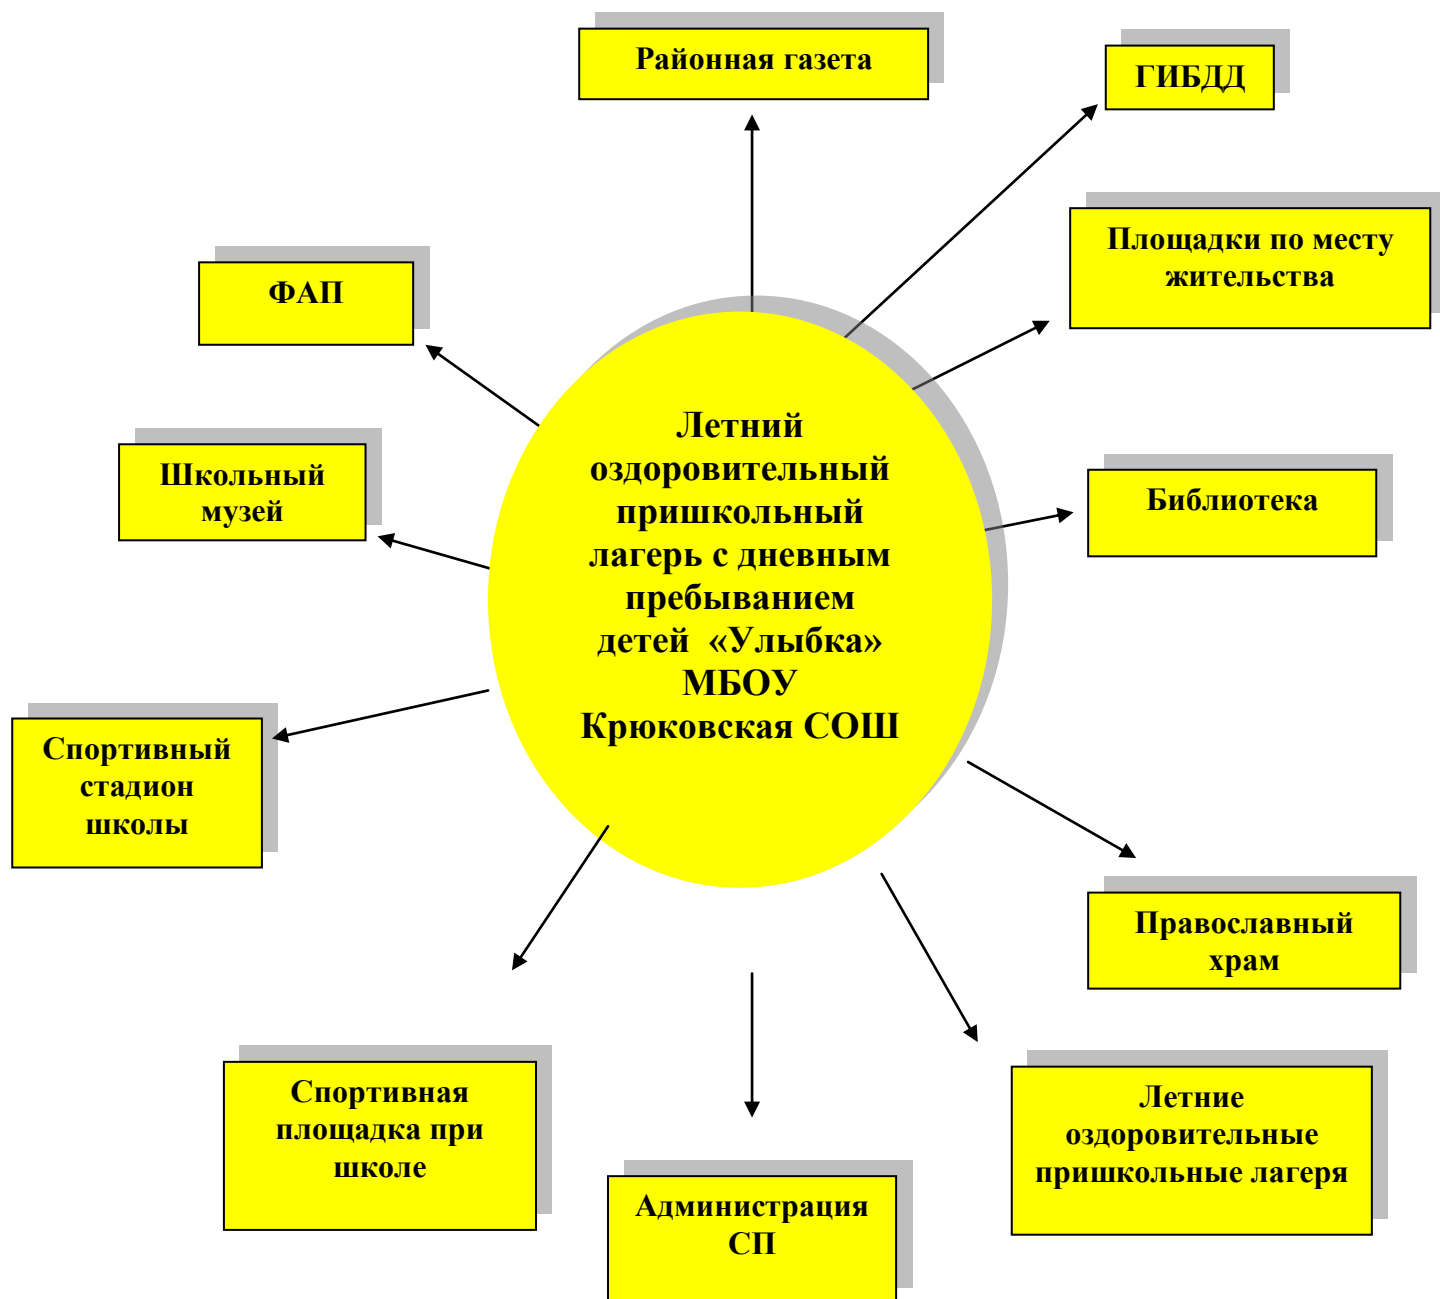 Районная газета
ГИБДД
Площадки по месту
жительства
ФАП
Летний
оздоровительный
пришкольный
лагерь с дневным
пребыванием
детей «Улыбка»
МБОУ
Крюковская СОШ
Школьный
музей
Библиотека
Спортивный
стадион
школы
Православный
храм
Спортивная
площадка при
школе
Летние
оздоровительные
пришкольные лагеря
Администрация
СП